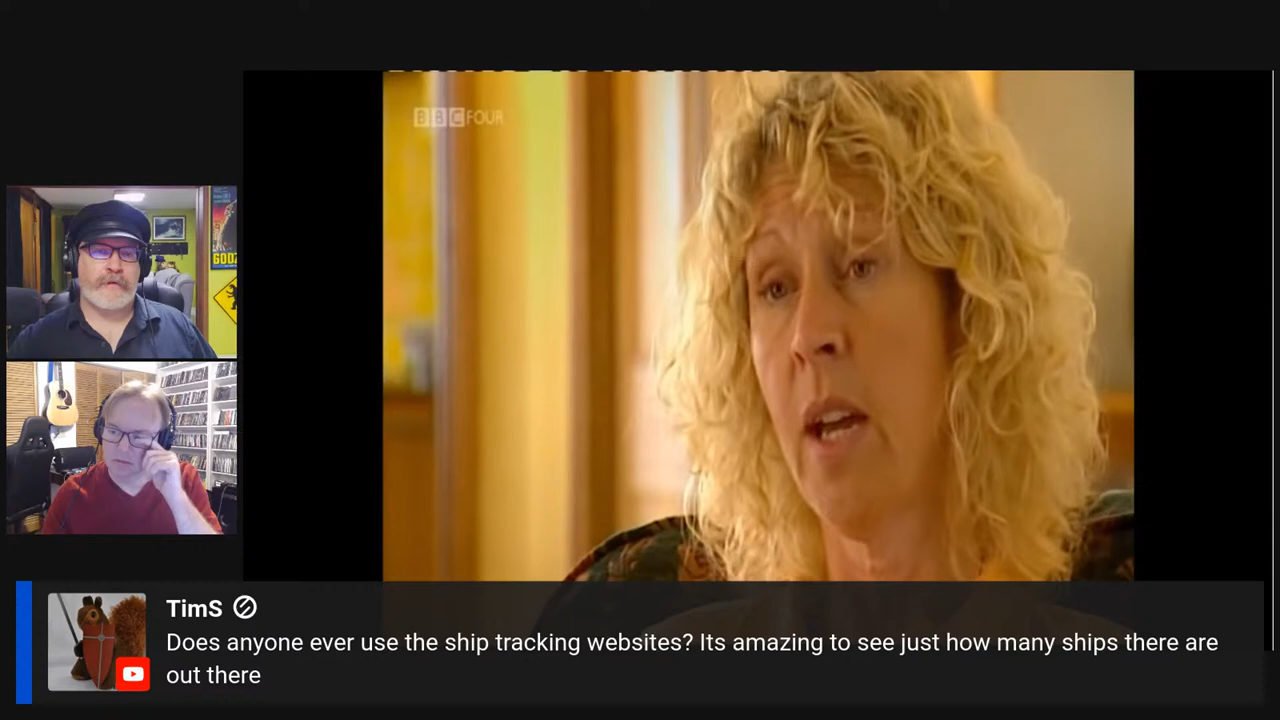 BBC FOUR
GODZ
TimS
Does anyone ever use the ship tracking websites? Its amazing to see just how many ships there are
out there